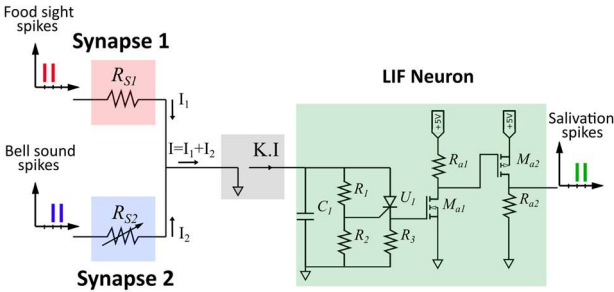 Food sight
spikes
Synapse 1
R_S1
I_1
LIF Neuron
+5V
+5V
Salivation
spikes
Bell sound
spikes
I=I_1+I_2
K.I
R_a1
M_a2
R_1
U_1
C_1
M_a1
R_a2
R_S2
I_2
R_2
R_3
Synapse 2